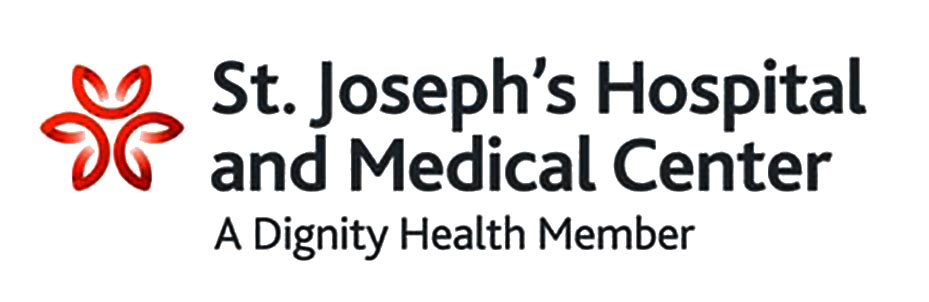 St. Joseph’s Hospital
and Medical Center
A Dignity Health Member